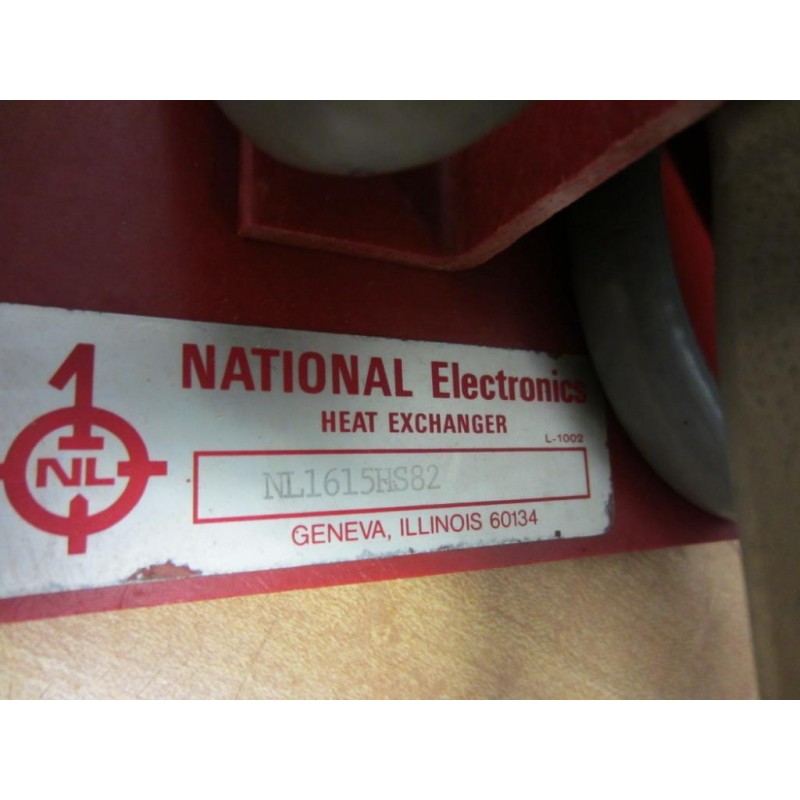 NATIONAL Electronics
HEAT EXCHANGER
L-1002
NL
NL1615HS82
GENEVA, ILLINOIS 60134